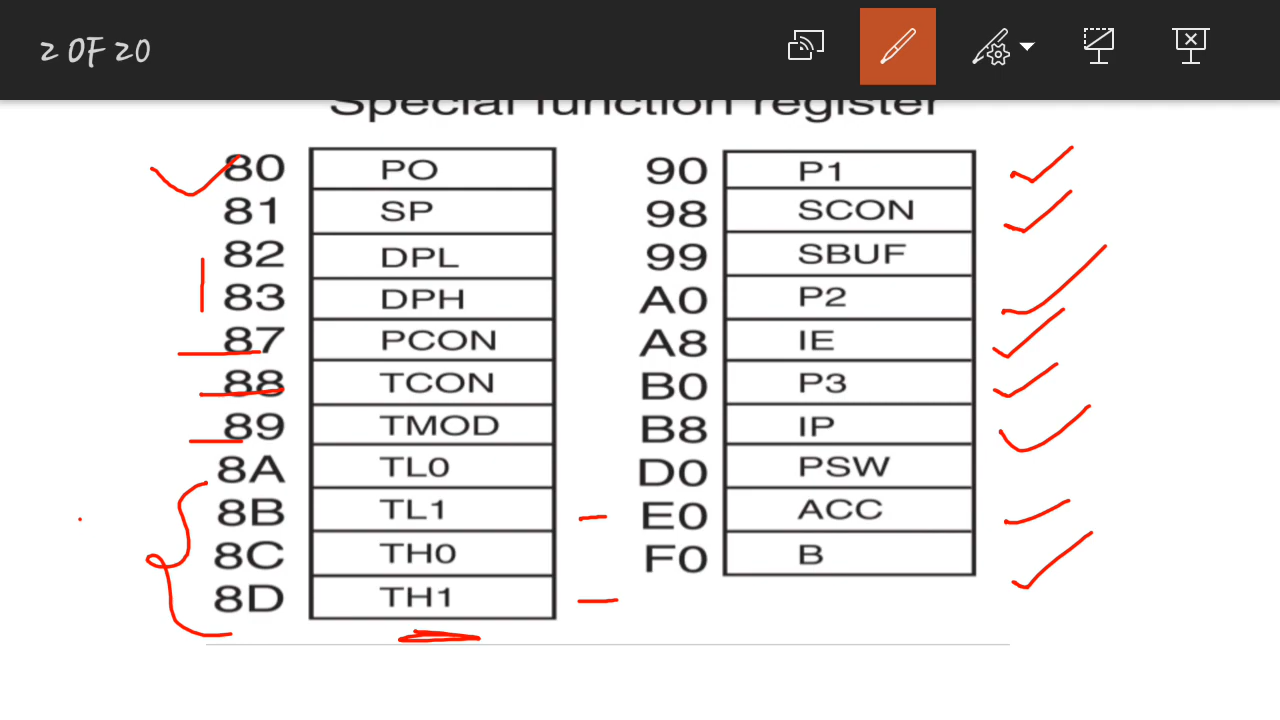 2 OF 20
Special function register
80 PO
81 SP
82 DPL
83 DPH
87 PCON
88 TCON
89 TMOD
8A TL0
8B TL1
8C TH0
8D TH1
90 P1
98 SCON
99 SBUF
A0 P2
A8 IE
B0 P3
B8 IP
D0 PSW
E0 ACC
F0 B